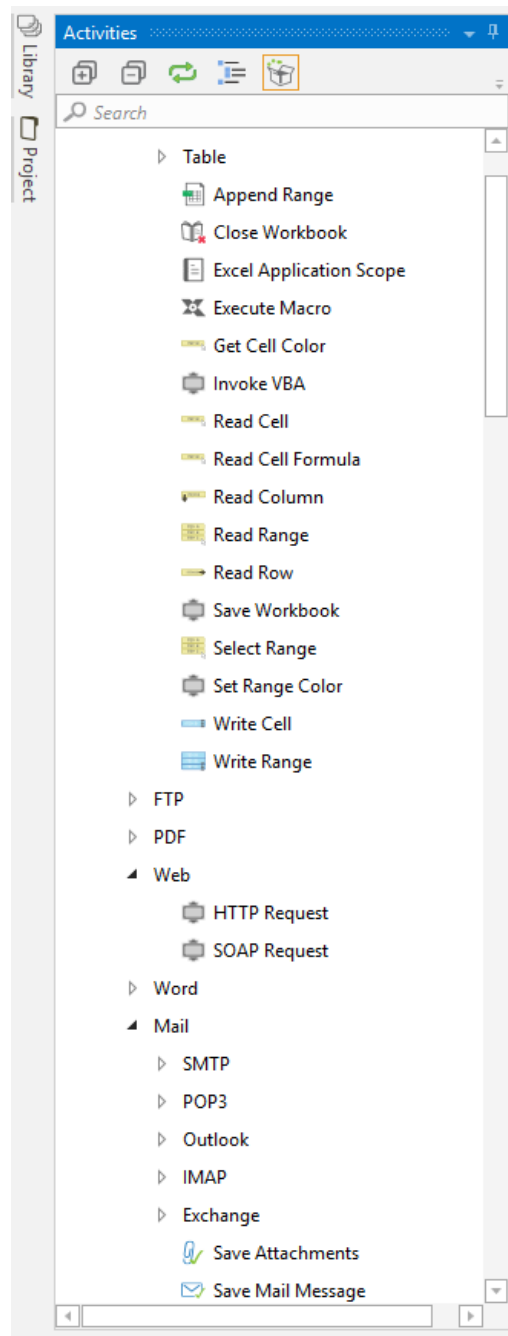 Library
Project
Activities
Search
Table
Append Range
Close Workbook
Excel Application Scope
Execute Macro
Get Cell Color
Invoke VBA
Read Cell
Read Cell Formula
Read Column
Read Range
Read Row
Save Workbook
Select Range
Set Range Color
Write Cell
Write Range
FTP
PDF
Web
HTTP Request
SOAP Request
Word
Mail
SMTP
POP3
Outlook
IMAP
Exchange
Save Attachments
Save Mail Message